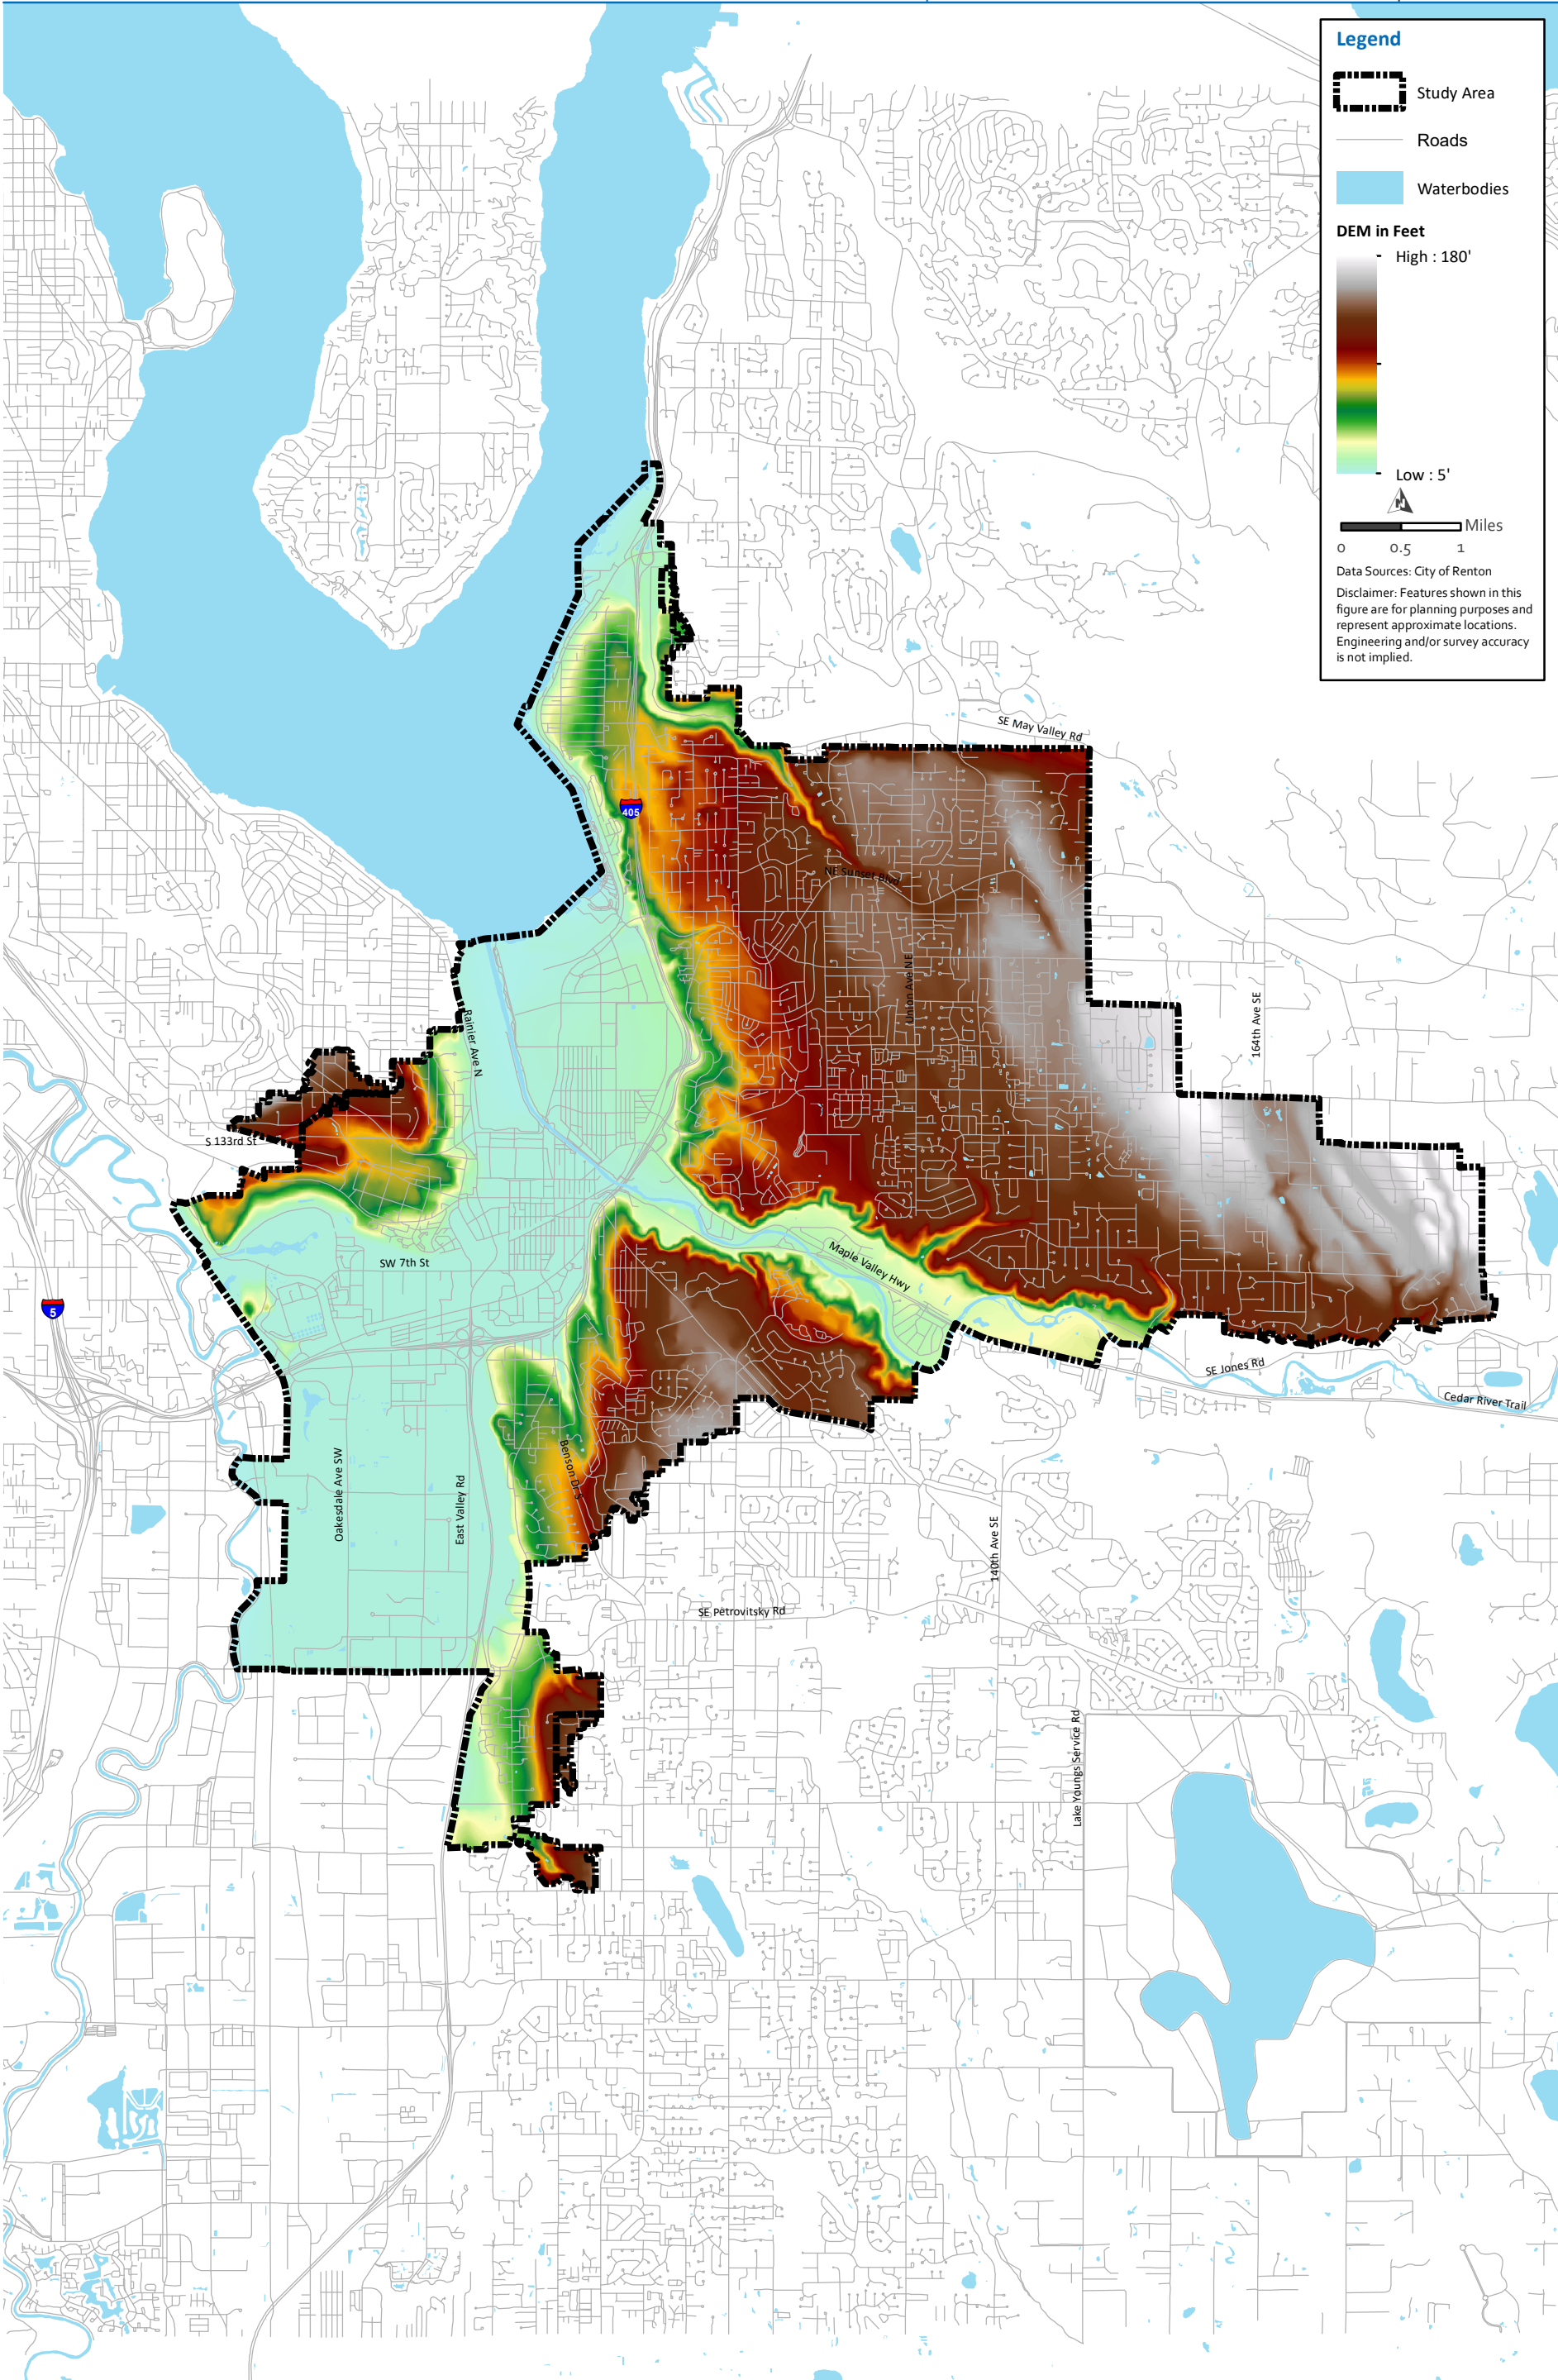 Legend
Study Area
Roads
Waterbodies
DEM in Feet
High : 180'
Low : 5'
N
Miles
0 0.5 1
Data Sources: City of Renton
Disclaimer: Features shown in this
figure are for planning purposes and
represent approximate locations.
Engineering and/or survey accuracy
is not implied.
SE May Valley Rd
405
NE Sunset Blvd
Union Ave NE
164th Ave SE
Rainier Ave N
S 133rd St
SW 7th St
Maple Valley Hwy
5
SE Jones Rd
Cedar River Trail
Oakesdale Ave SW
East Valley Rd
Benson Dr S
140th Ave SE
SE Petrovitsky Rd
Lake Youngs Service Rd